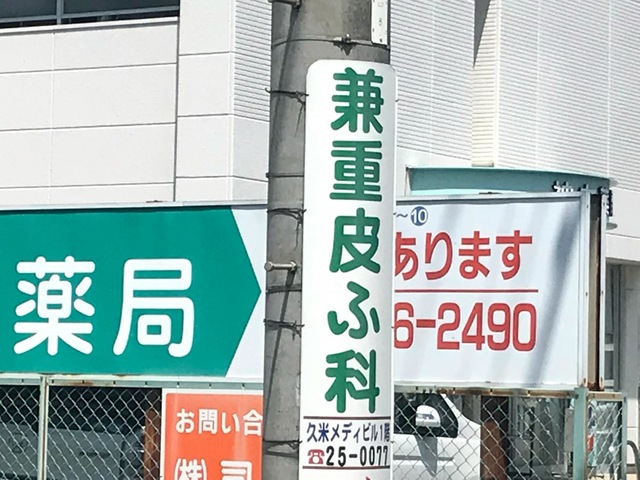 兼重皮ふ科
久米メディビル1階
☎25-0077
薬局
〜⑩
あります
6-2490
お問い合
(株)司